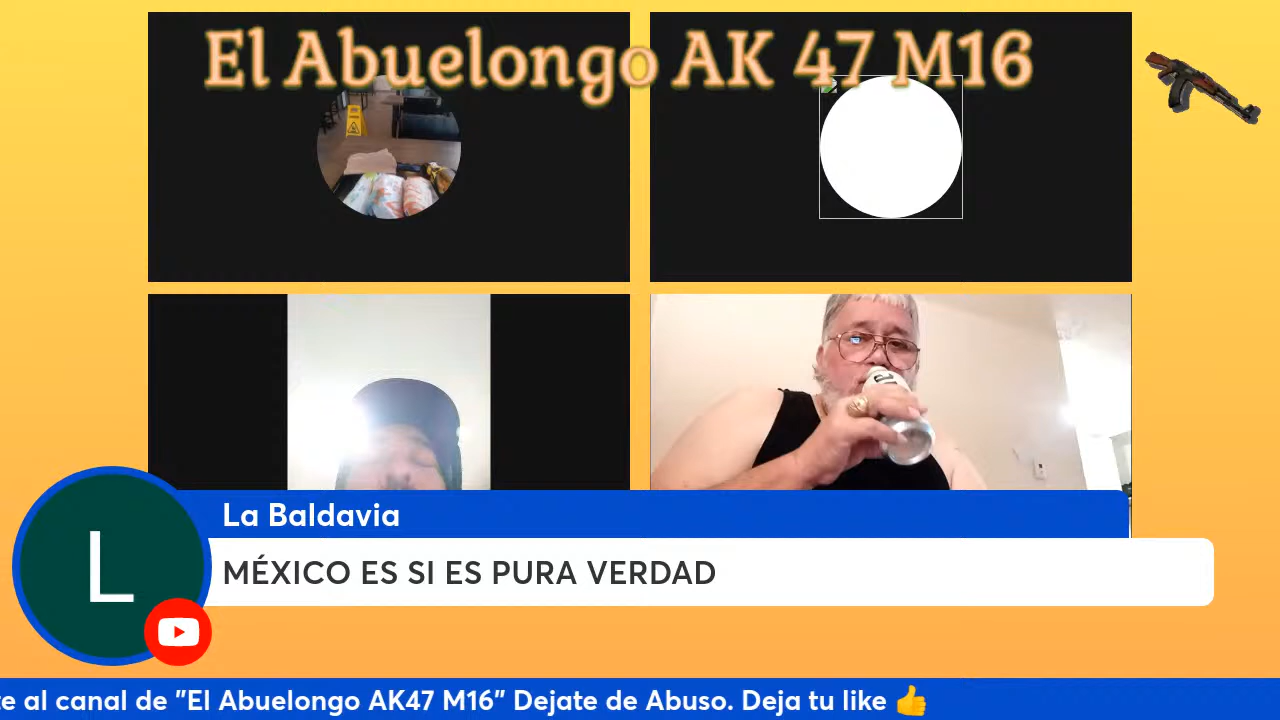 El Abuelongo AK 47 M16
La Baldavia
L
MÉXICO ES SI ES PURA VERDAD
te al canal de "El Abuelongo AK47 M16" Dejate de Abuso. Deja tu like 👍